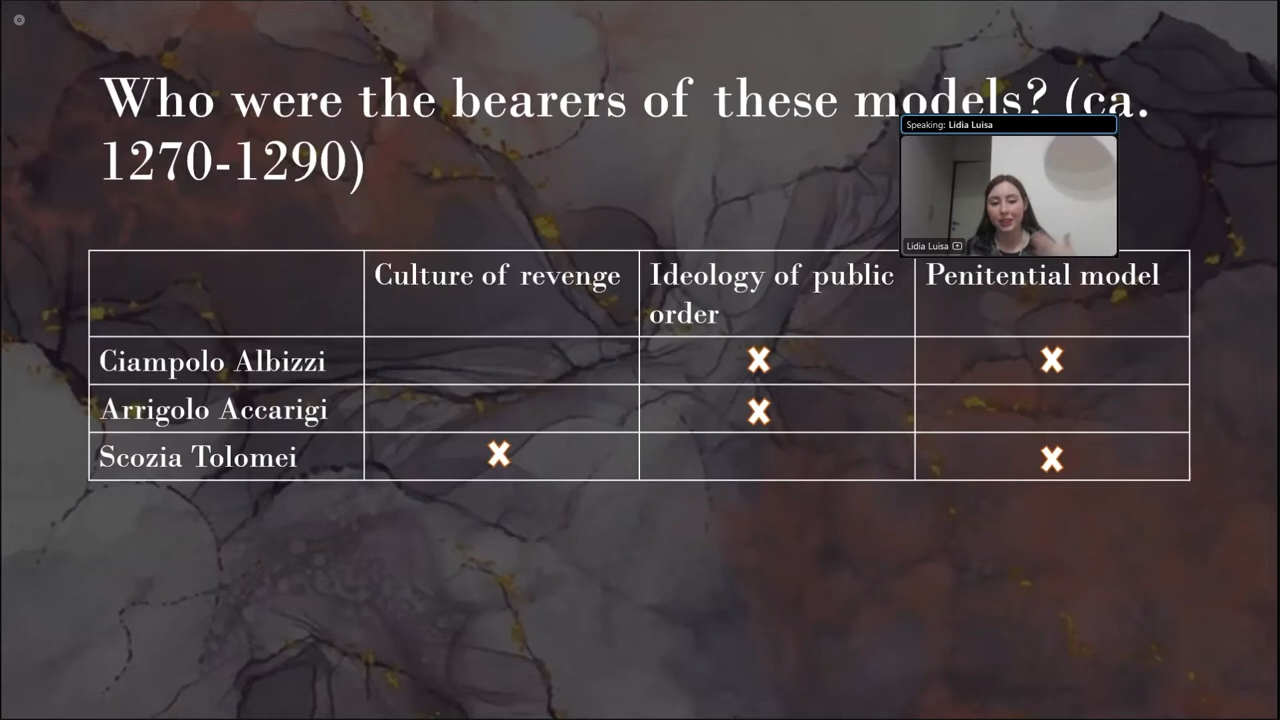 Who were the bearers of these models? (ca.
1270-1290)
Speaking: Lidia Luisa
Lidia Luisa
Culture of revenge
Ideology of public
order
Penitential model
Ciampolo Albizzi
X
X
Arrigolo Accarigi
X
Scozia Tolomei
X
X